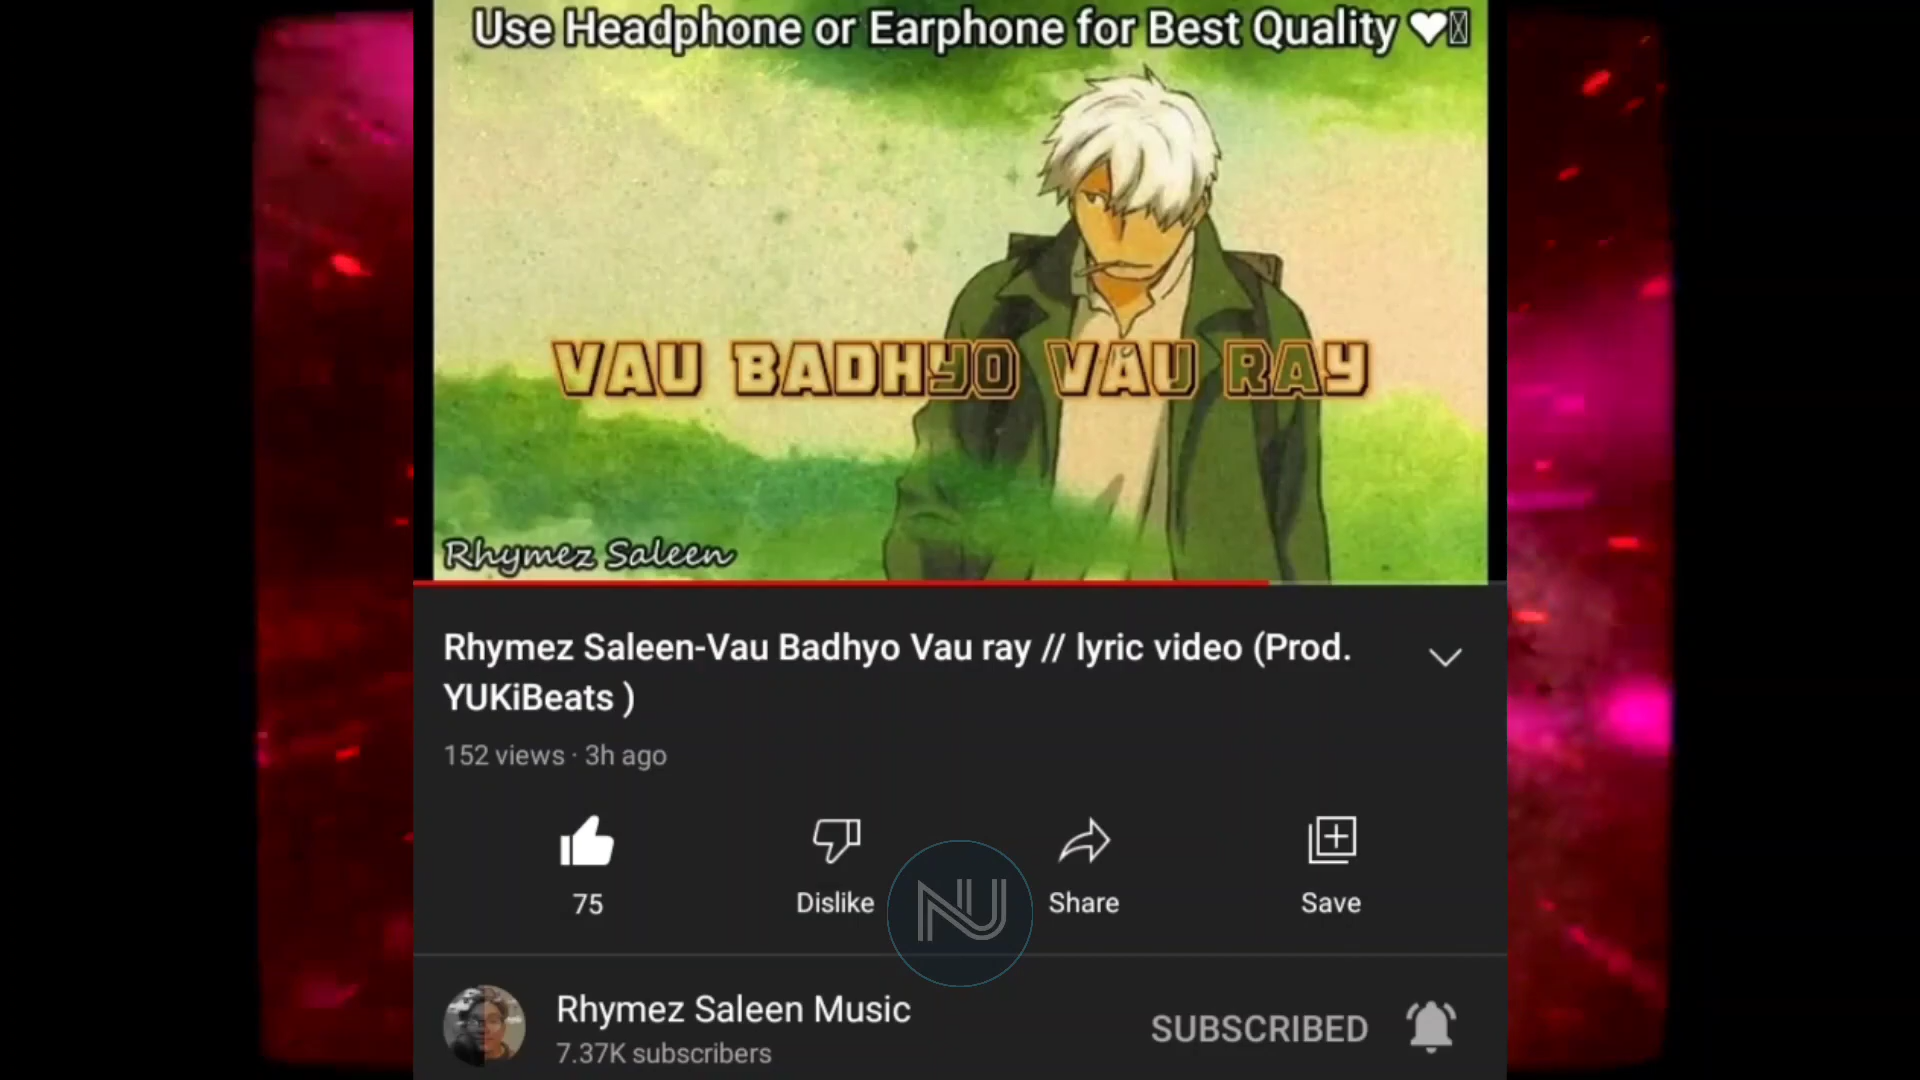 Use Headphone or Earphone for Best Quality ❤
VAU BADHYO VAU RAY
Rhymez Saleen
Rhymez Saleen-Vau Badhyo Vau ray // lyric video (Prod.
YUKiBeats )
152 views · 3h ago
75
Dislike
Share
Save
NU
Rhymez Saleen Music
SUBSCRIBED
7.37K subscribers